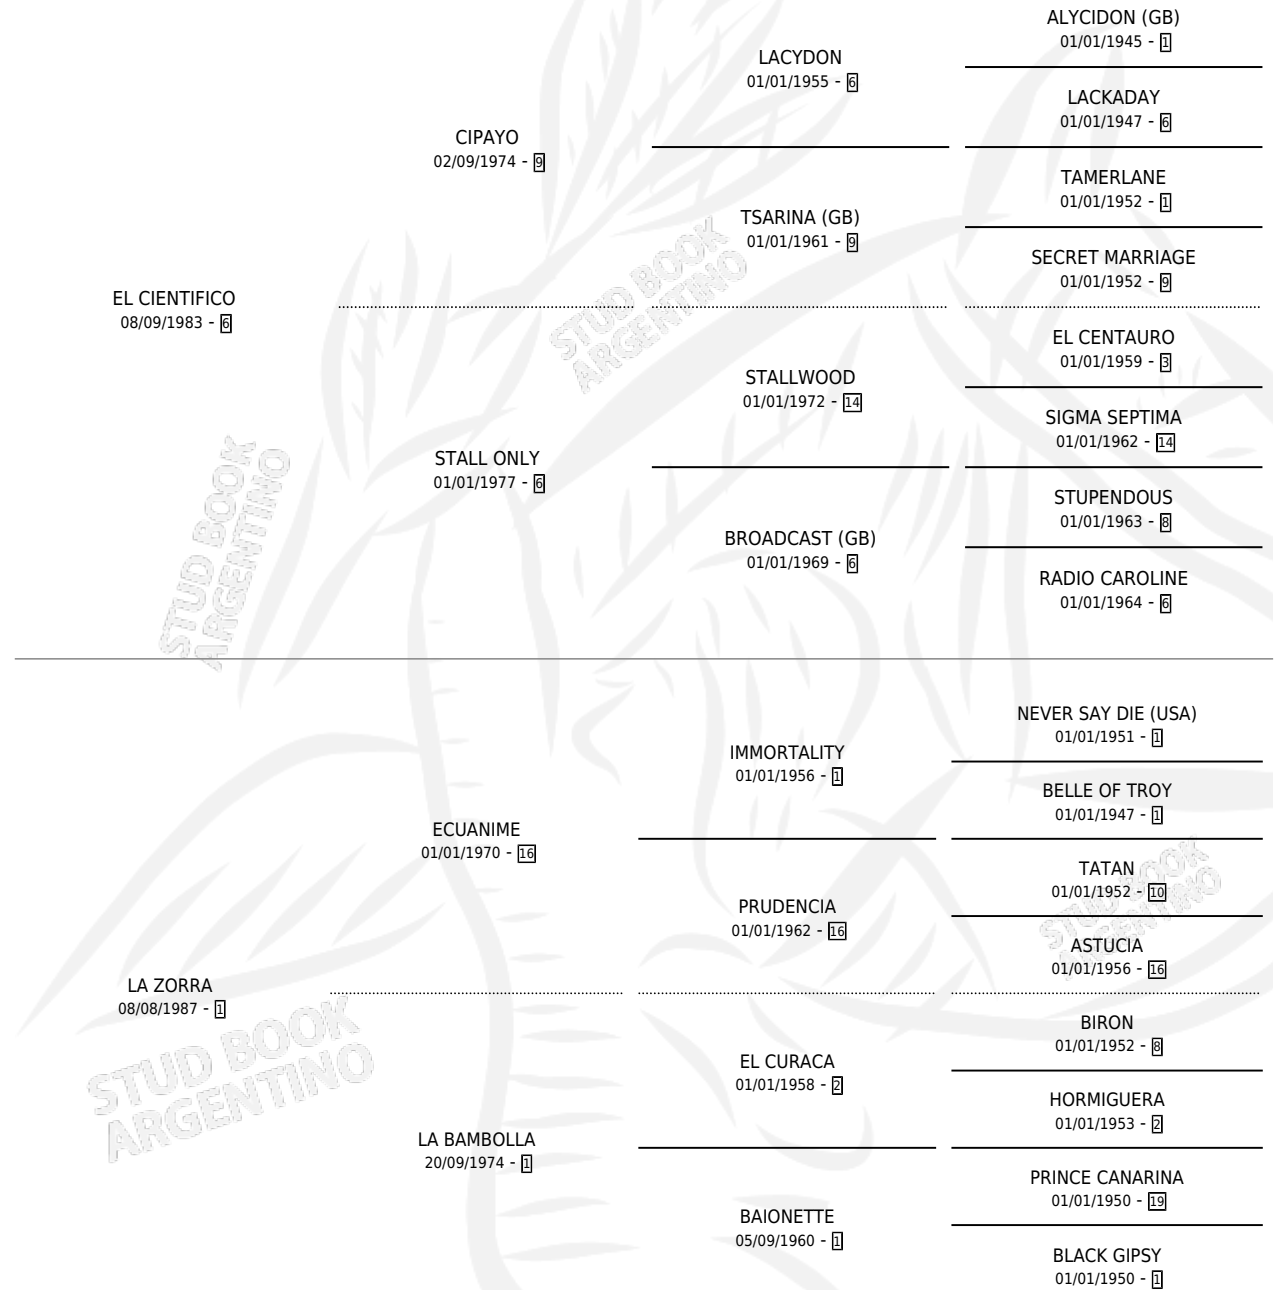 ALYCIDON (GB)
01/01/1945 - 1
LACYDON
01/01/1955 - 6
LACKADAY
01/01/1947 - 6
CIPAYO
02/09/1974 - 9
TAMERLANE
01/01/1952 - 1
TSARINA (GB)
01/01/1961 - 9
SECRET MARRIAGE
01/01/1952 - 9
EL CIENTIFICO
08/09/1983 - 6
EL CENTAURO
01/01/1959 - 3
STALLWOOD
01/01/1972 - 14
SIGMA SEPTIMA
01/01/1962 - 14
STALL ONLY
01/01/1977 - 6
STUPENDOUS
01/01/1963 - 8
BROADCAST (GB)
01/01/1969 - 6
RADIO CAROLINE
01/01/1964 - 6
STUD BOOK
ARGENTINO
STUD BOOK
ARGENTINO
NEVER SAY DIE (USA)
01/01/1951 - 1
IMMORTALITY
01/01/1956 - 1
BELLE OF TROY
01/01/1947 - 1
ECUANIME
01/01/1970 - 16
TATAN
01/01/1952 - 10
PRUDENCIA
01/01/1962 - 16
ASTUCIA
01/01/1956 - 16
LA ZORRA
08/08/1987 - 1
BIRON
01/01/1952 - 8
EL CURACA
01/01/1958 - 2
HORMIGUERA
01/01/1953 - 2
LA BAMBOLLA
20/09/1974 - 1
PRINCE CANARINA
01/01/1950 - 19
BAIONETTE
05/09/1960 - 1
BLACK GIPSY
01/01/1950 - 1
STUD BOOK
ARGENTINO
STUD BOOK
ARGENTINO